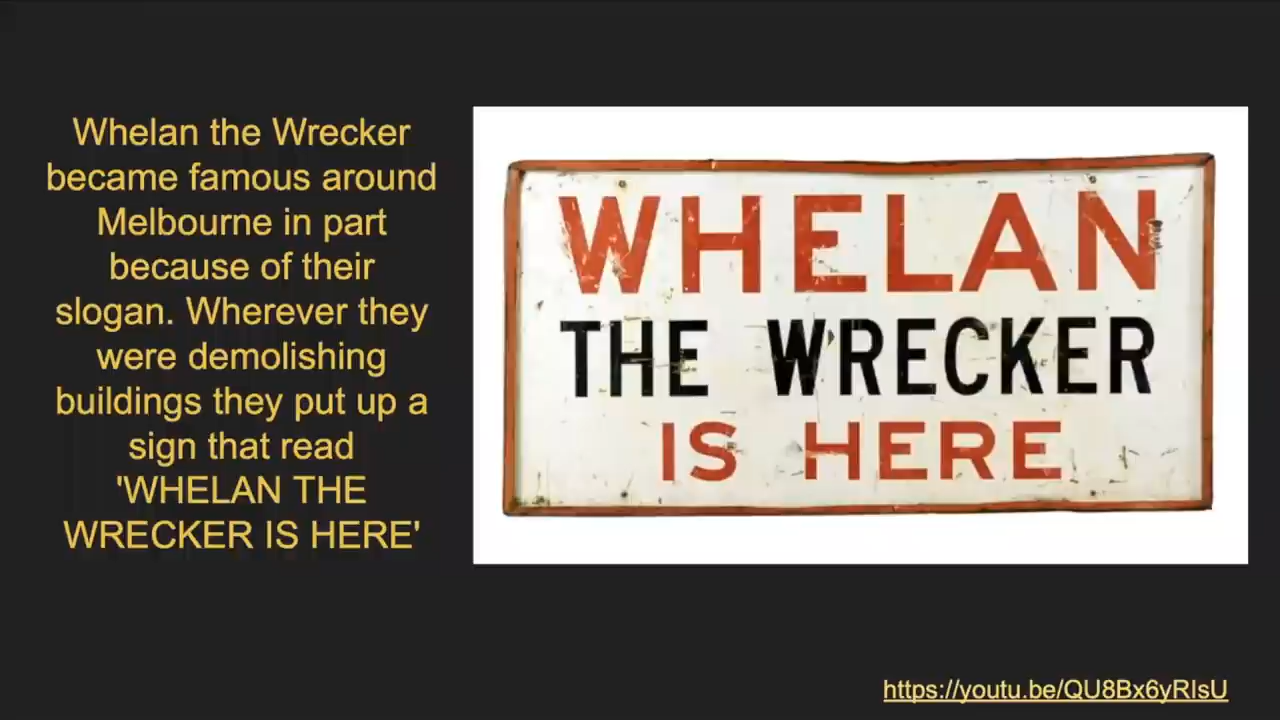 Whelan the Wrecker
became famous around
Melbourne in part
because of their
slogan. Wherever they
were demolishing
buildings they put up a
sign that read
'WHELAN THE
WRECKER IS HERE'
WHELAN
THE WRECKER
IS HERE
https://youtu.be/QU8Bx6yRIsU